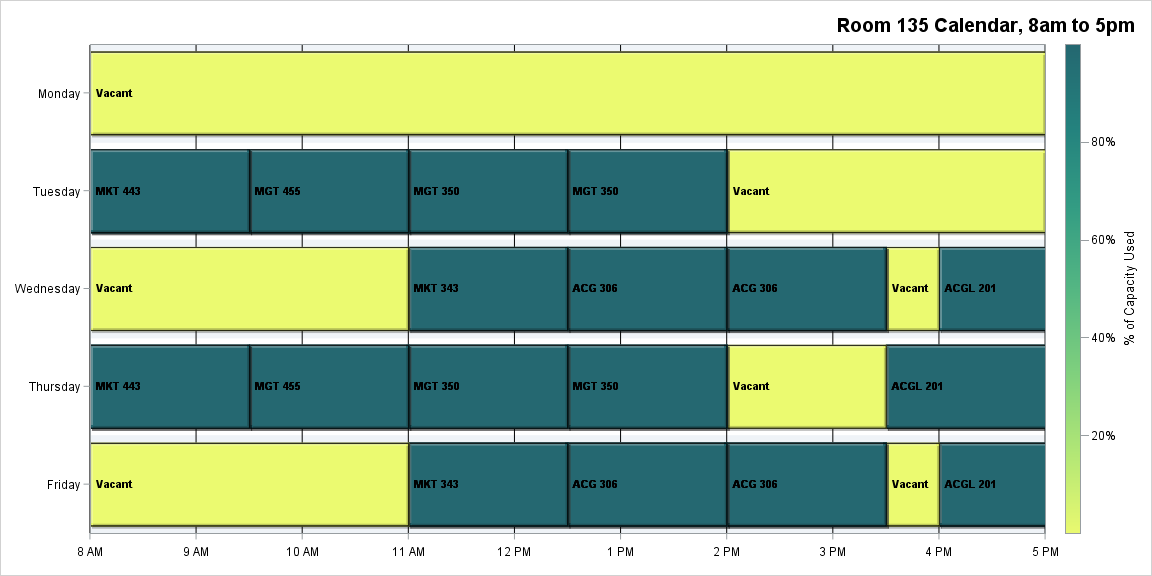 Room 135 Calendar, 8am to 5pm
Monday
Vacant
Tuesday
MKT 443
MGT 455
MGT 350
MGT 350
Vacant
Wednesday
Vacant
MKT 343
ACG 306
ACG 306
Vacant
ACGL 201
Thursday
MKT 443
MGT 455
MGT 350
MGT 350
Vacant
ACGL 201
Friday
Vacant
MKT 343
ACG 306
ACG 306
Vacant
ACGL 201
8 AM
9 AM
10 AM
11 AM
12 PM
1 PM
2 PM
3 PM
4 PM
5 PM
80%
60%
40%
20%
% of Capacity Used